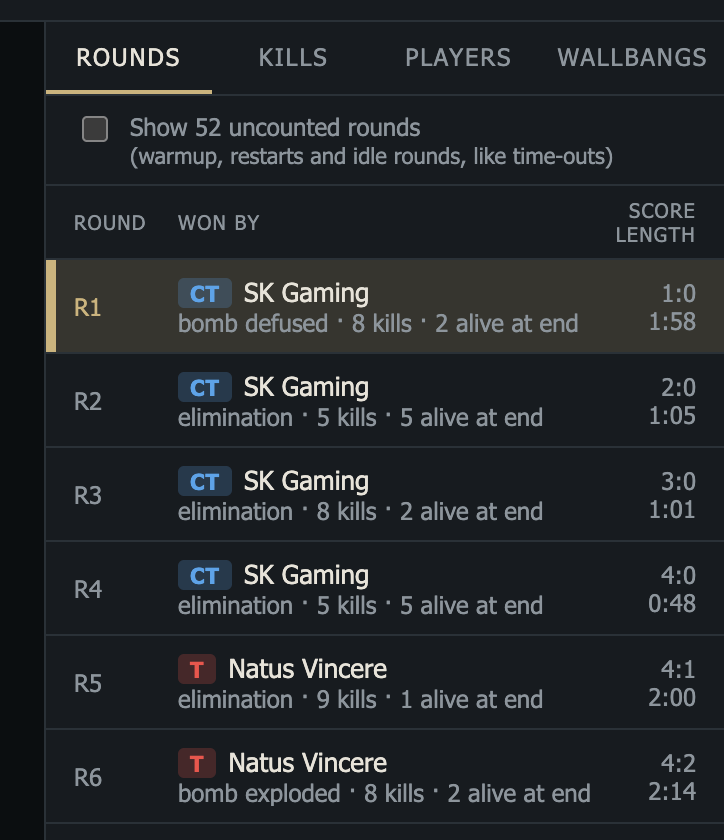 ROUNDS KILLS PLAYERS WALLBANGS
Show 52 uncounted rounds
(warmup, restarts and idle rounds, like time-outs)
ROUND WON BY SCORE LENGTH
R1 CT SK Gaming 1:0
bomb defused · 8 kills · 2 alive at end 1:58
R2 CT SK Gaming 2:0
elimination · 5 kills · 5 alive at end 1:05
R3 CT SK Gaming 3:0
elimination · 8 kills · 2 alive at end 1:01
R4 CT SK Gaming 4:0
elimination · 5 kills · 5 alive at end 0:48
R5 T Natus Vincere 4:1
elimination · 9 kills · 1 alive at end 2:00
R6 T Natus Vincere 4:2
bomb exploded · 8 kills · 2 alive at end 2:14